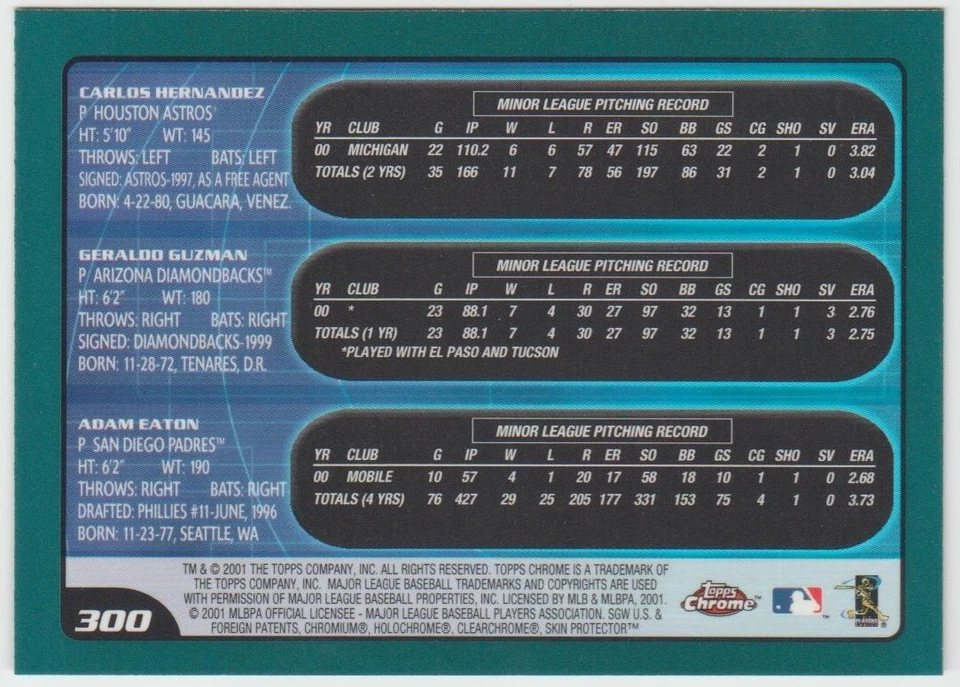 CARLOS HERNANDEZ
P HOUSTON ASTROS®
HT: 5'10" WT: 145
THROWS: LEFT BATS: LEFT
SIGNED: ASTROS-1997, AS A FREE AGENT
BORN: 4-22-80, GUACARA, VENEZ.
MINOR LEAGUE PITCHING RECORD
YR CLUB G IP W L R ER SO BB GS CG SHO SV ERA
00 MICHIGAN 22 110.2 6 6 57 47 115 63 22 2 1 0 3.82
TOTALS (2 YRS) 35 166 11 7 78 56 197 86 31 2 1 0 3.04
GERALDO GUZMAN
P ARIZONA DIAMONDBACKS™
HT: 6'2" WT: 180
THROWS: RIGHT BATS: RIGHT
SIGNED: DIAMONDBACKS-1999
BORN: 11-28-72, TENARES, D.R.
MINOR LEAGUE PITCHING RECORD
YR CLUB G IP W L R ER SO BB GS CG SHO SV ERA
00 * 23 88.1 7 4 30 27 97 32 13 1 1 3 2.76
TOTALS (1 YR) 23 88.1 7 4 30 27 97 32 13 1 1 3 2.75
*PLAYED WITH EL PASO AND TUCSON
ADAM EATON
P SAN DIEGO PADRES™
HT: 6'2" WT: 190
THROWS: RIGHT BATS: RIGHT
DRAFTED: PHILLIES #11-JUNE, 1996
BORN: 11-23-77, SEATTLE, WA
MINOR LEAGUE PITCHING RECORD
YR CLUB G IP W L R ER SO BB GS CG SHO SV ERA
00 MOBILE 10 57 4 1 20 17 58 18 10 1 1 0 2.68
TOTALS (4 YRS) 76 427 29 25 205 177 331 153 75 4 1 0 3.73
300
TM & © 2001 THE TOPPS COMPANY, INC. ALL RIGHTS RESERVED. TOPPS CHROME IS A TRADEMARK OF
THE TOPPS COMPANY, INC. MAJOR LEAGUE BASEBALL TRADEMARKS AND COPYRIGHTS ARE USED
WITH PERMISSION OF MAJOR LEAGUE BASEBALL PROPERTIES, INC. LICENSED BY MLB & MLBPA, 2001.
© 2001 MLBPA OFFICIAL LICENSEE - MAJOR LEAGUE BASEBALL PLAYERS ASSOCIATION. SGW U.S. &
FOREIGN PATENTS, CHROMIUM®, HOLOCHROME®, CLEARCHROME®, SKIN PROTECTOR™
Topps
Chrome™